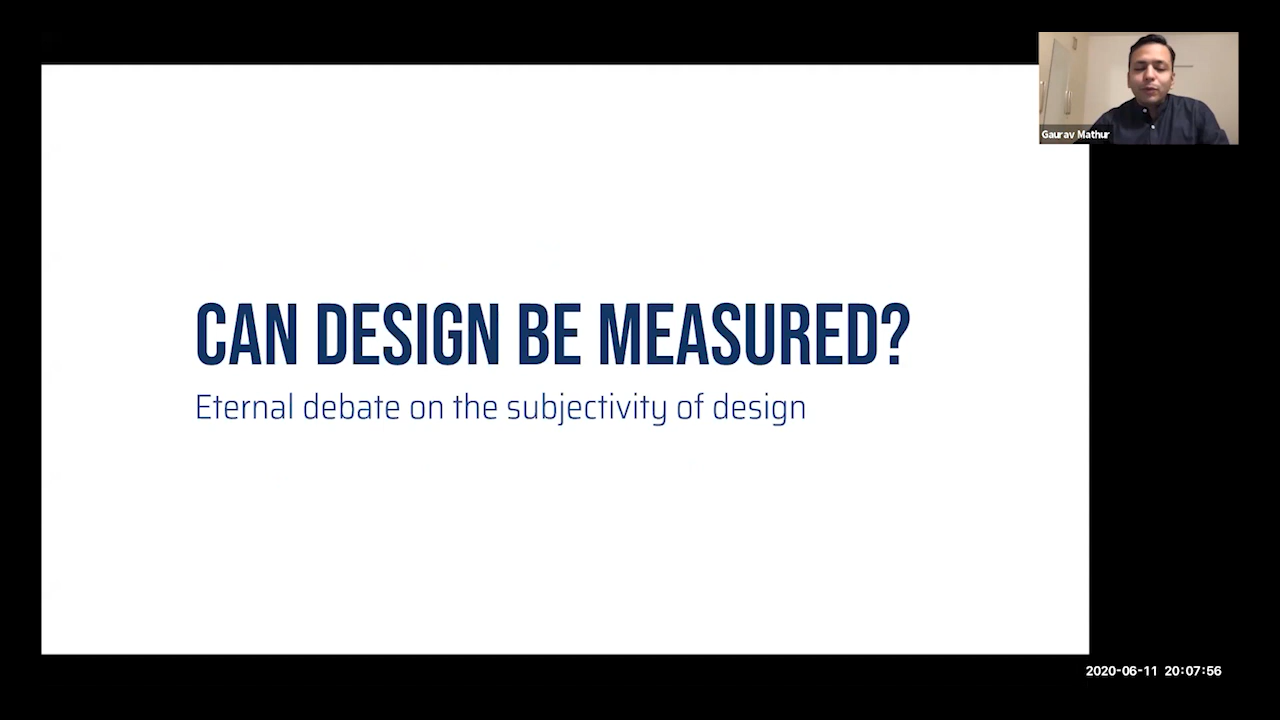 Gaurav Mathur
CAN DESIGN BE MEASURED?
Eternal debate on the subjectivity of design
2020-06-11 20:07:56